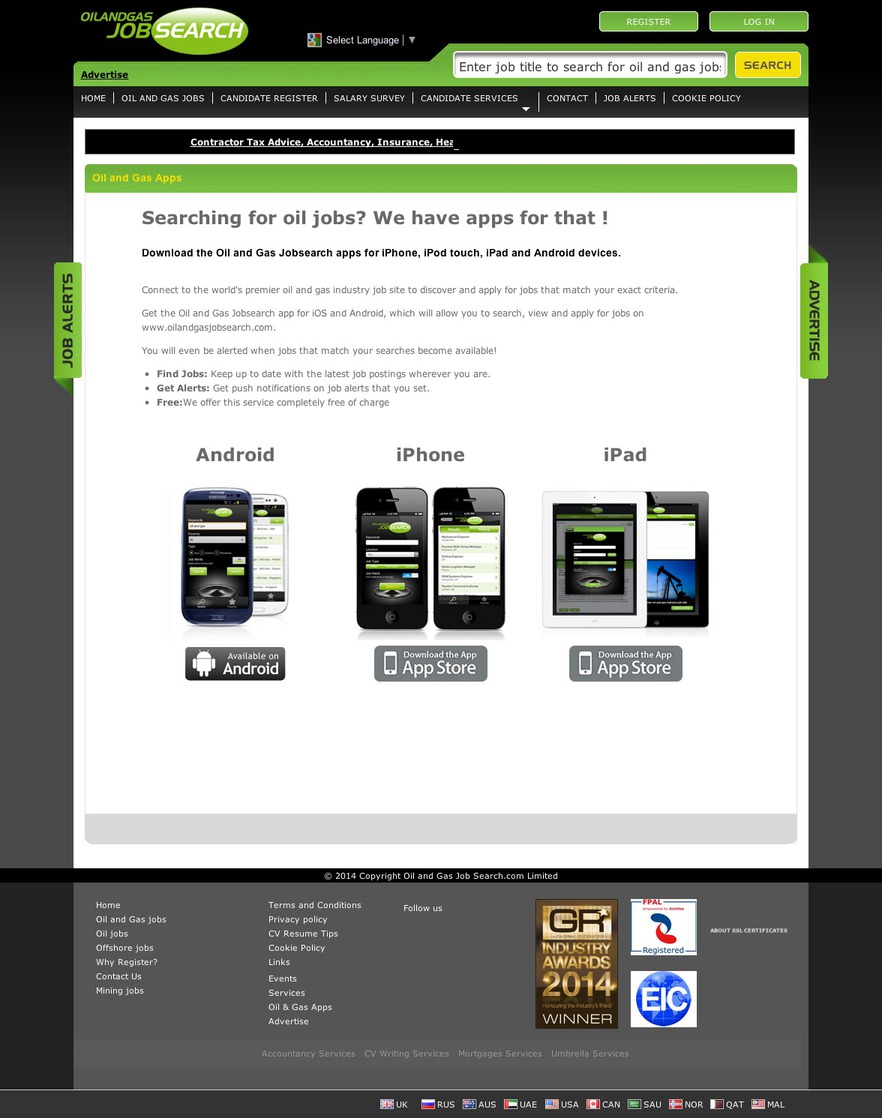 OILANDGAS
JOBSEARCH
Select Language ▼
REGISTER
LOG IN
Advertise
Enter job title to search for oil and gas jobs
SEARCH
HOME
OIL AND GAS JOBS
CANDIDATE REGISTER
SALARY SURVEY
CANDIDATE SERVICES
CONTACT
JOB ALERTS
COOKIE POLICY
Contractor Tax Advice, Accountancy, Insurance, Hea_
Oil and Gas Apps
Searching for oil jobs? We have apps for that !
Download the Oil and Gas Jobsearch apps for iPhone, iPod touch, iPad and Android devices.
JOB ALERTS
ADVERTISE
Connect to the world's premier oil and gas industry job site to discover and apply for jobs that match your exact criteria.
Get the Oil and Gas Jobsearch app for iOS and Android, which will allow you to search, view and apply for jobs on
www.oilandgasjobsearch.com.
You will even be alerted when jobs that match your searches become available!
• Find Jobs: Keep up to date with the latest job postings wherever you are.
• Get Alerts: Get push notifications on job alerts that you set.
• Free:We offer this service completely free of charge
Android
iPhone
iPad
Available on
Android
Download the App
App Store
Download the App
App Store
© 2014 Copyright Oil and Gas Job Search.com Limited
Home
Oil and Gas jobs
Oil jobs
Offshore jobs
Why Register?
Contact Us
Mining jobs
Terms and Conditions
Privacy policy
CV Resume Tips
Cookie Policy
Links
Events
Services
Oil & Gas Apps
Advertise
Follow us
GR
INDUSTRY
AWARDS
2014
Honouring the industry's finest
WINNER
FPAL
empowered by Achilles
Registered
EIC
ABOUT SSL CERTIFICATES
Accountancy Services
CV Writing Services
Mortgages Services
Umbrella Services
UK
RUS
AUS
UAE
USA
CAN
SAU
NOR
QAT
MAL